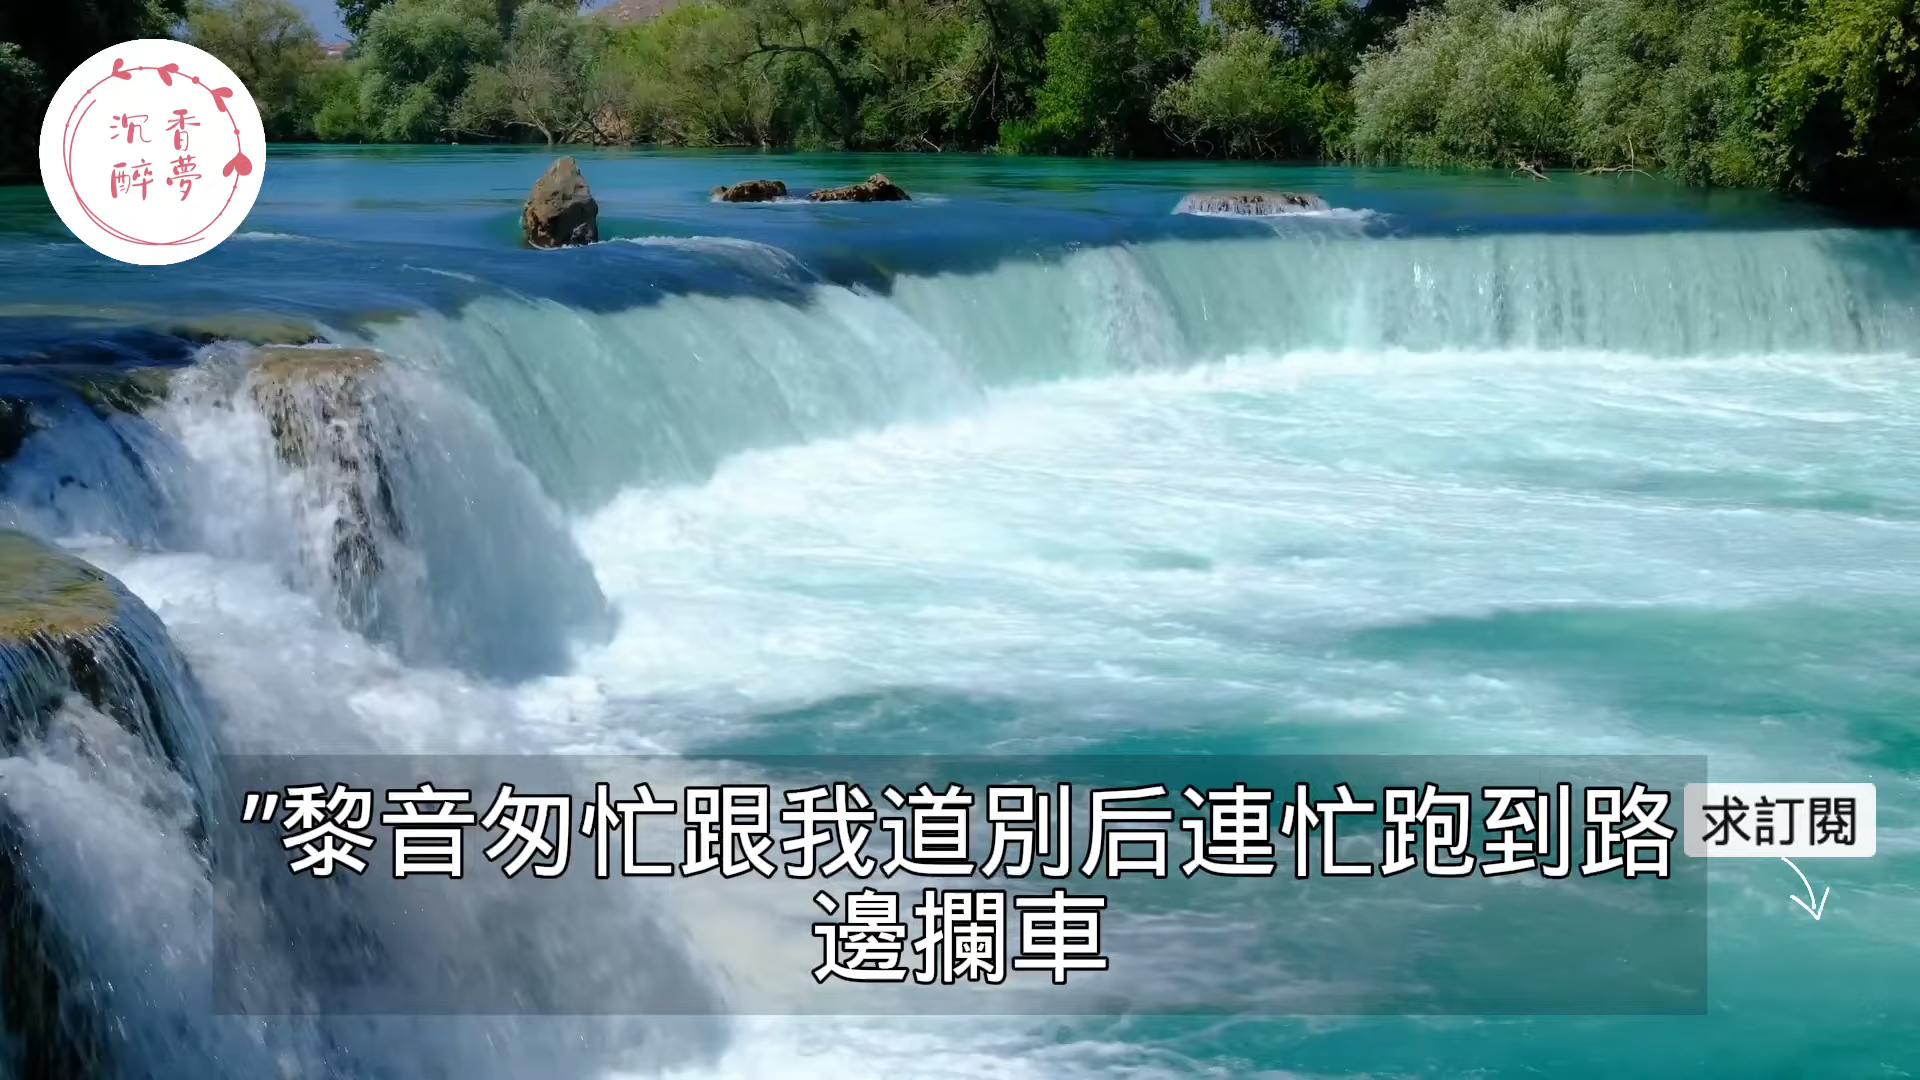 沉香
醉夢
"黎音匆忙跟我道別后連忙跑到路
邊攔車
求訂閱